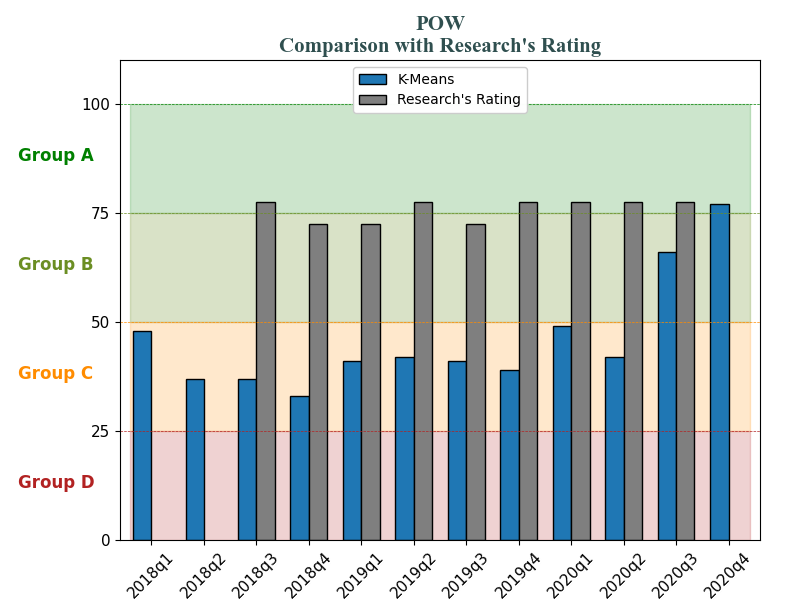 POW
Comparison with Research's Rating
K-Means
Research's Rating
100
Group A
75
Group B
50
Group C
25
Group D
0
2018q1 2018q2 2018q3 2018q4 2019q1 2019q2 2019q3 2019q4 2020q1 2020q2 2020q3 2020q4